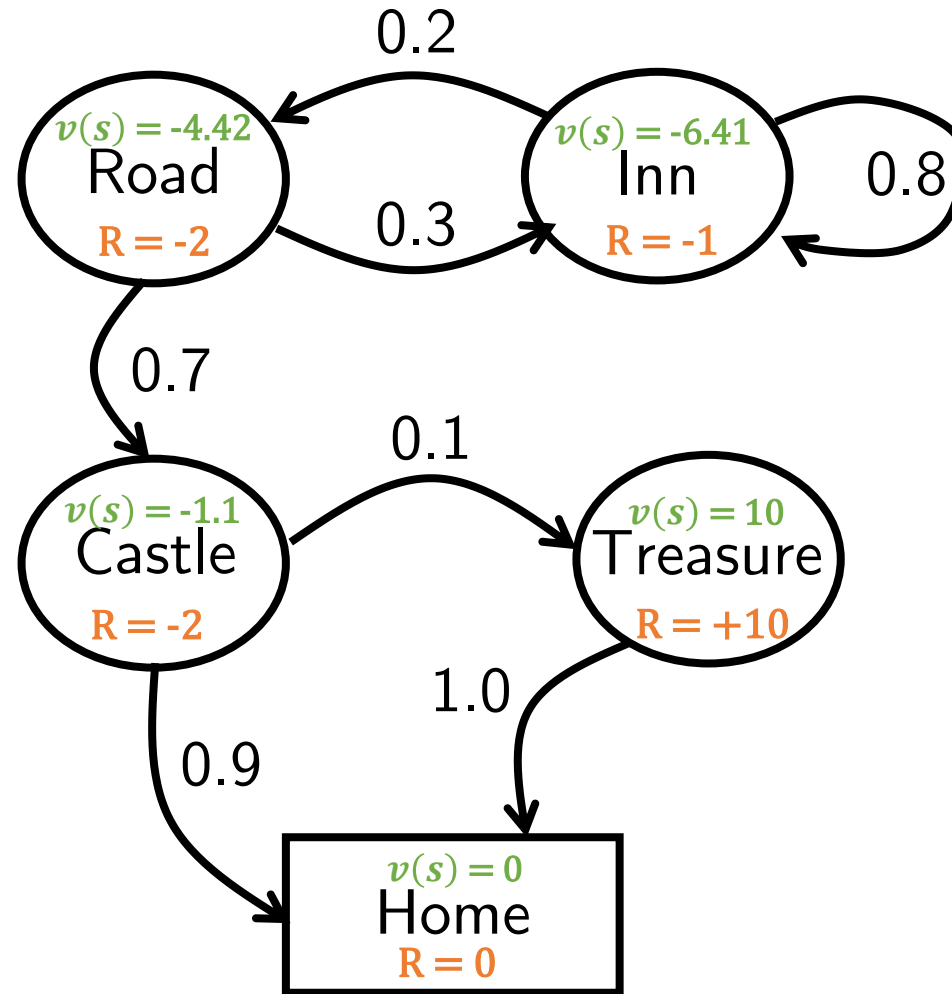 0.2
v(s) = -4.42
Road
R = -2
v(s) = -6.41
Inn
R = -1
0.8
0.3
0.7
0.1
v(s) = -1.1
Castle
R = -2
v(s) = 10
Treasure
R = +10
1.0
0.9
v(s) = 0
Home
R = 0